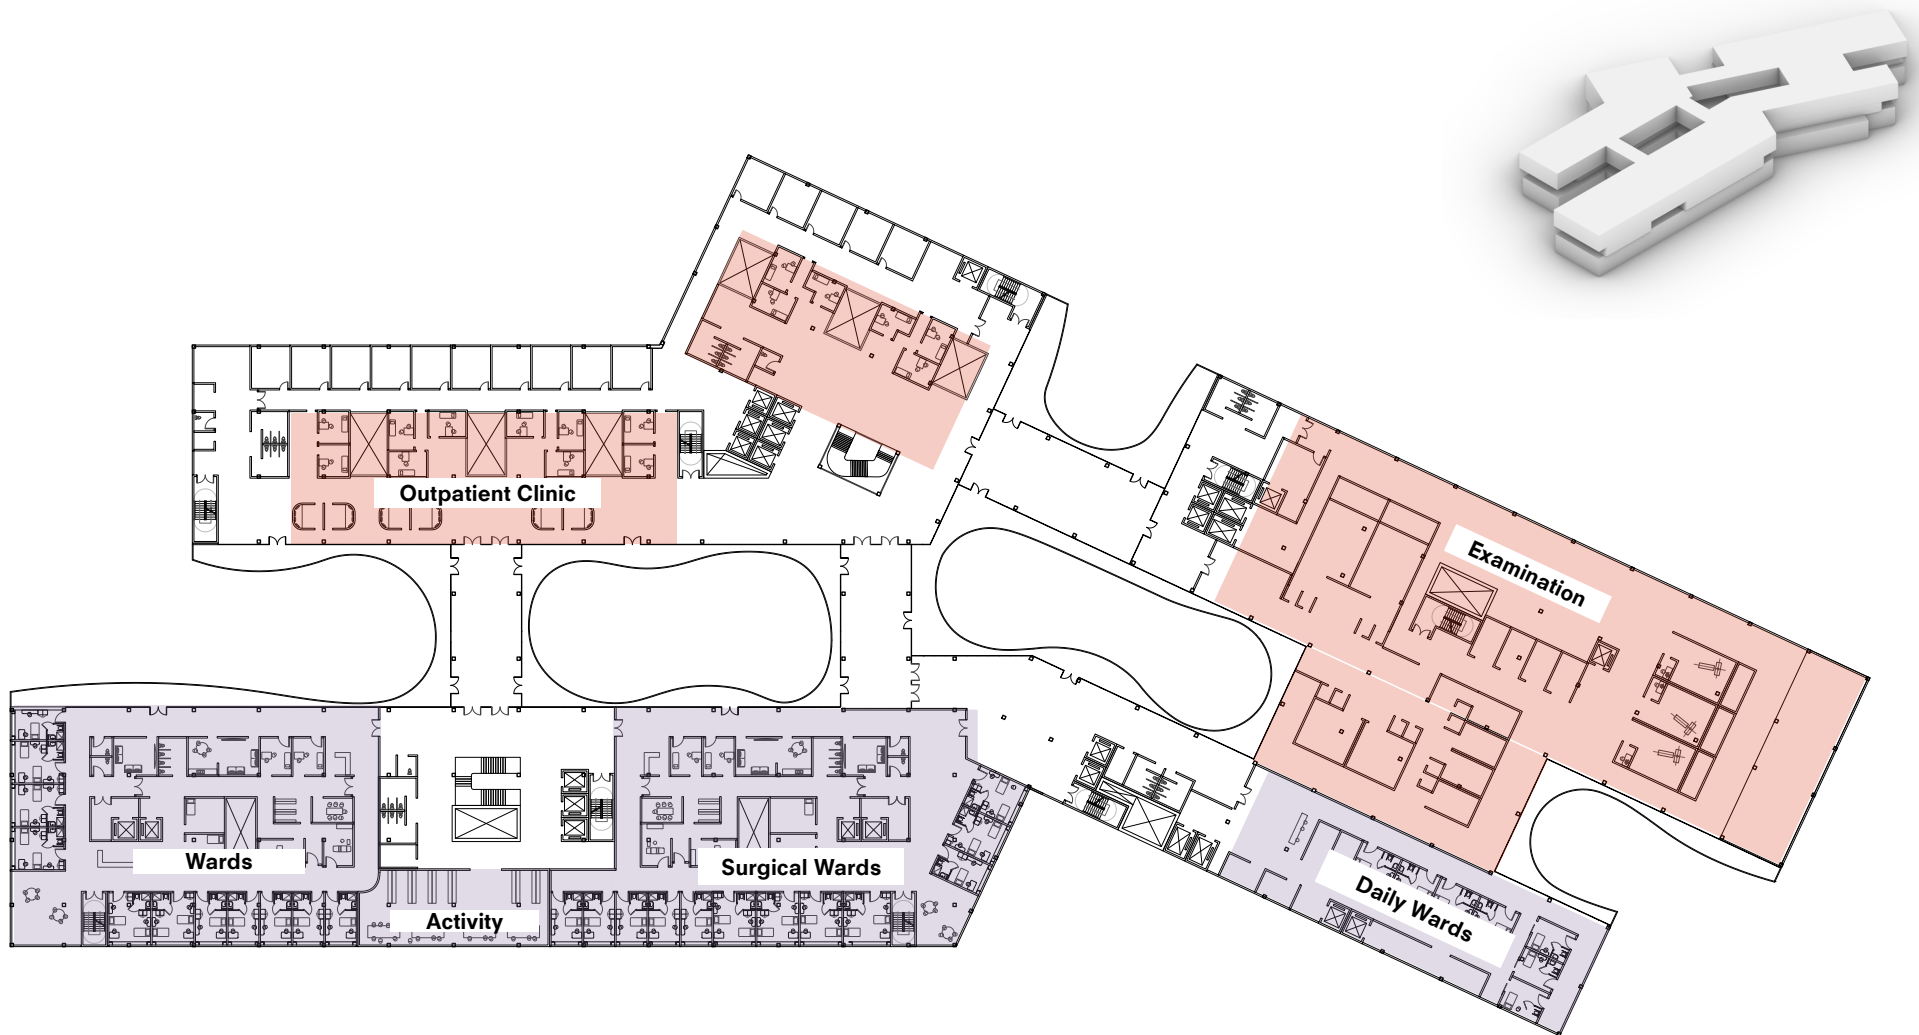 Outpatient Clinic
Examination
Wards
Surgical Wards
Activity
Daily Wards